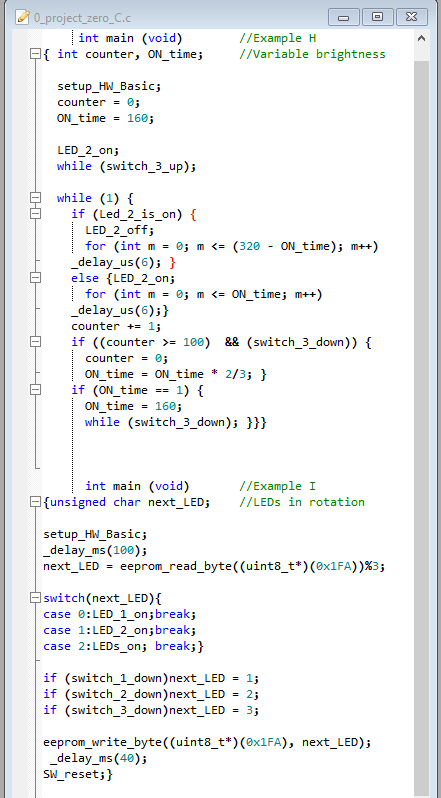 0_project_zero_C.c
int main (void) //Example H
{ int counter, ON_time; //Variable brightness
setup_HW_Basic;
counter = 0;
ON_time = 160;
LED_2_on;
while (switch_3_up);
while (1) {
if (Led_2_is_on) {
LED_2_off;
for (int m = 0; m <= (320 - ON_time); m++)
_delay_us(6); }
else {LED_2_on;
for (int m = 0; m <= ON_time; m++)
_delay_us(6);}
counter += 1;
if ((counter >= 100) && (switch_3_down)) {
counter = 0;
ON_time = ON_time * 2/3; }
if (ON_time == 1) {
ON_time = 160;
while (switch_3_down); }}}
int main (void) //Example I
{unsigned char next_LED; //LEDs in rotation
setup_HW_Basic;
_delay_ms(100);
next_LED = eeprom_read_byte((uint8_t*)(0x1FA))%3;
switch(next_LED){
case 0:LED_1_on;break;
case 1:LED_2_on;break;
case 2:LEDs_on; break;}
if (switch_1_down)next_LED = 1;
if (switch_2_down)next_LED = 2;
if (switch_3_down)next_LED = 3;
eeprom_write_byte((uint8_t*)(0x1FA), next_LED);
_delay_ms(40);
SW_reset;}